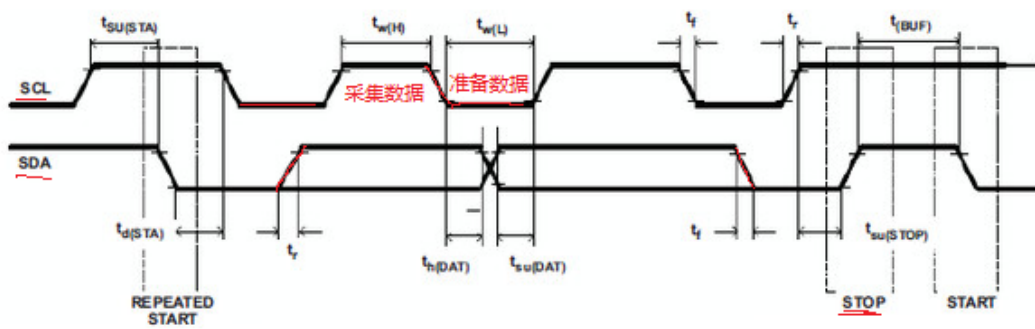 tSU(STA)
tw(H)
tw(L)
tf
tr
t(BUF)
SCL
采集数据
准备数据
SDA
td(STA)
tr
th(DAT)
tsu(DAT)
tf
tsu(STOP)
REPEATED
START
STOP
START